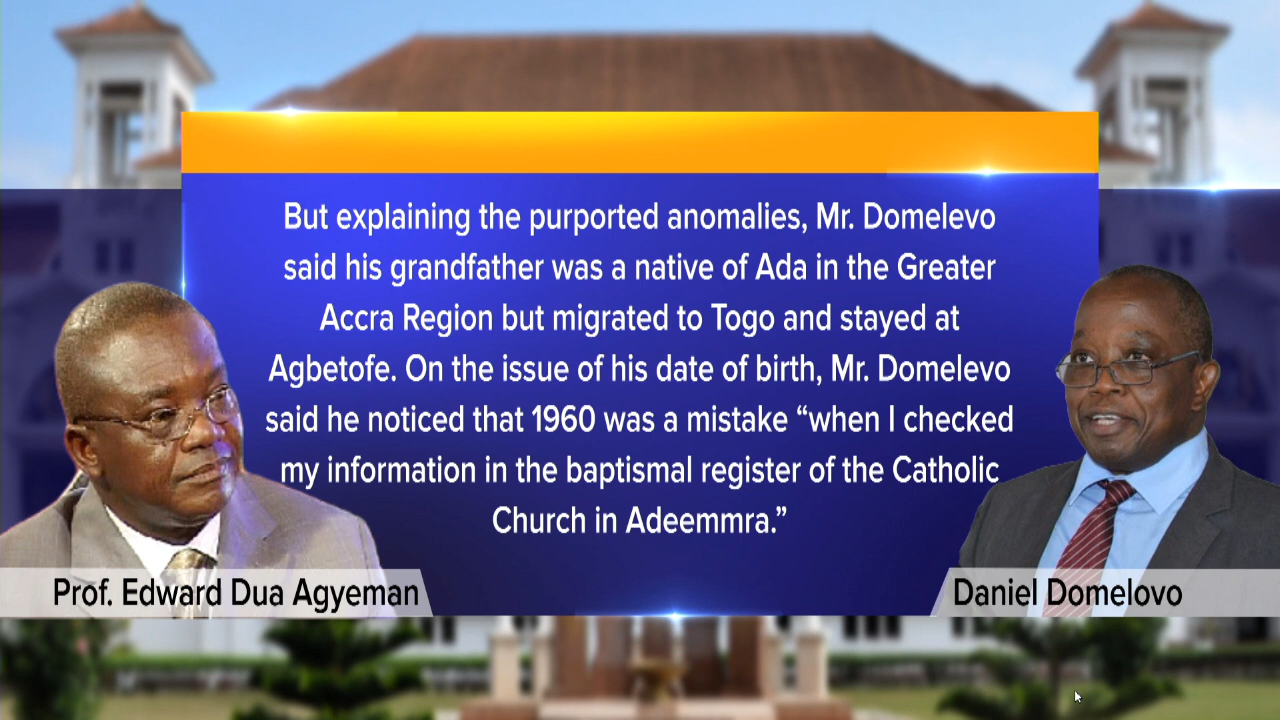 But explaining the purported anomalies, Mr. Domelevo
said his grandfather was a native of Ada in the Greater
Accra Region but migrated to Togo and stayed at
Agbetofe. On the issue of his date of birth, Mr. Domelevo
said he noticed that 1960 was a mistake “when I checked
my information in the baptismal register of the Catholic
Church in Adeemmra.”
Prof. Edward Dua Agyeman
Daniel Domelovo